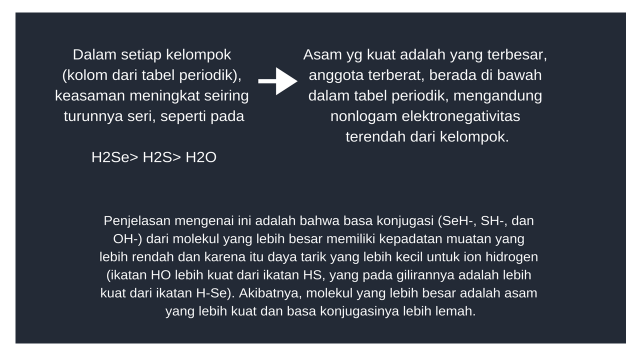 Dalam setiap kelompok
(kolom dari tabel periodik),
keasaman meningkat seiring
turunnya seri, seperti pada
H2Se> H2S> H2O
Asam yg kuat adalah yang terbesar,
anggota terberat, berada di bawah
dalam tabel periodik, mengandung
nonlogam elektronegativitas
terendah dari kelompok.
Penjelasan mengenai ini adalah bahwa basa konjugasi (SeH-, SH-, dan
OH-) dari molekul yang lebih besar memiliki kepadatan muatan yang
lebih rendah dan karena itu daya tarik yang lebih kecil untuk ion hidrogen
(ikatan HO lebih kuat dari ikatan HS, yang pada gilirannya adalah lebih
kuat dari ikatan H-Se). Akibatnya, molekul yang lebih besar adalah asam
yang lebih kuat dan basa konjugasinya lebih lemah.